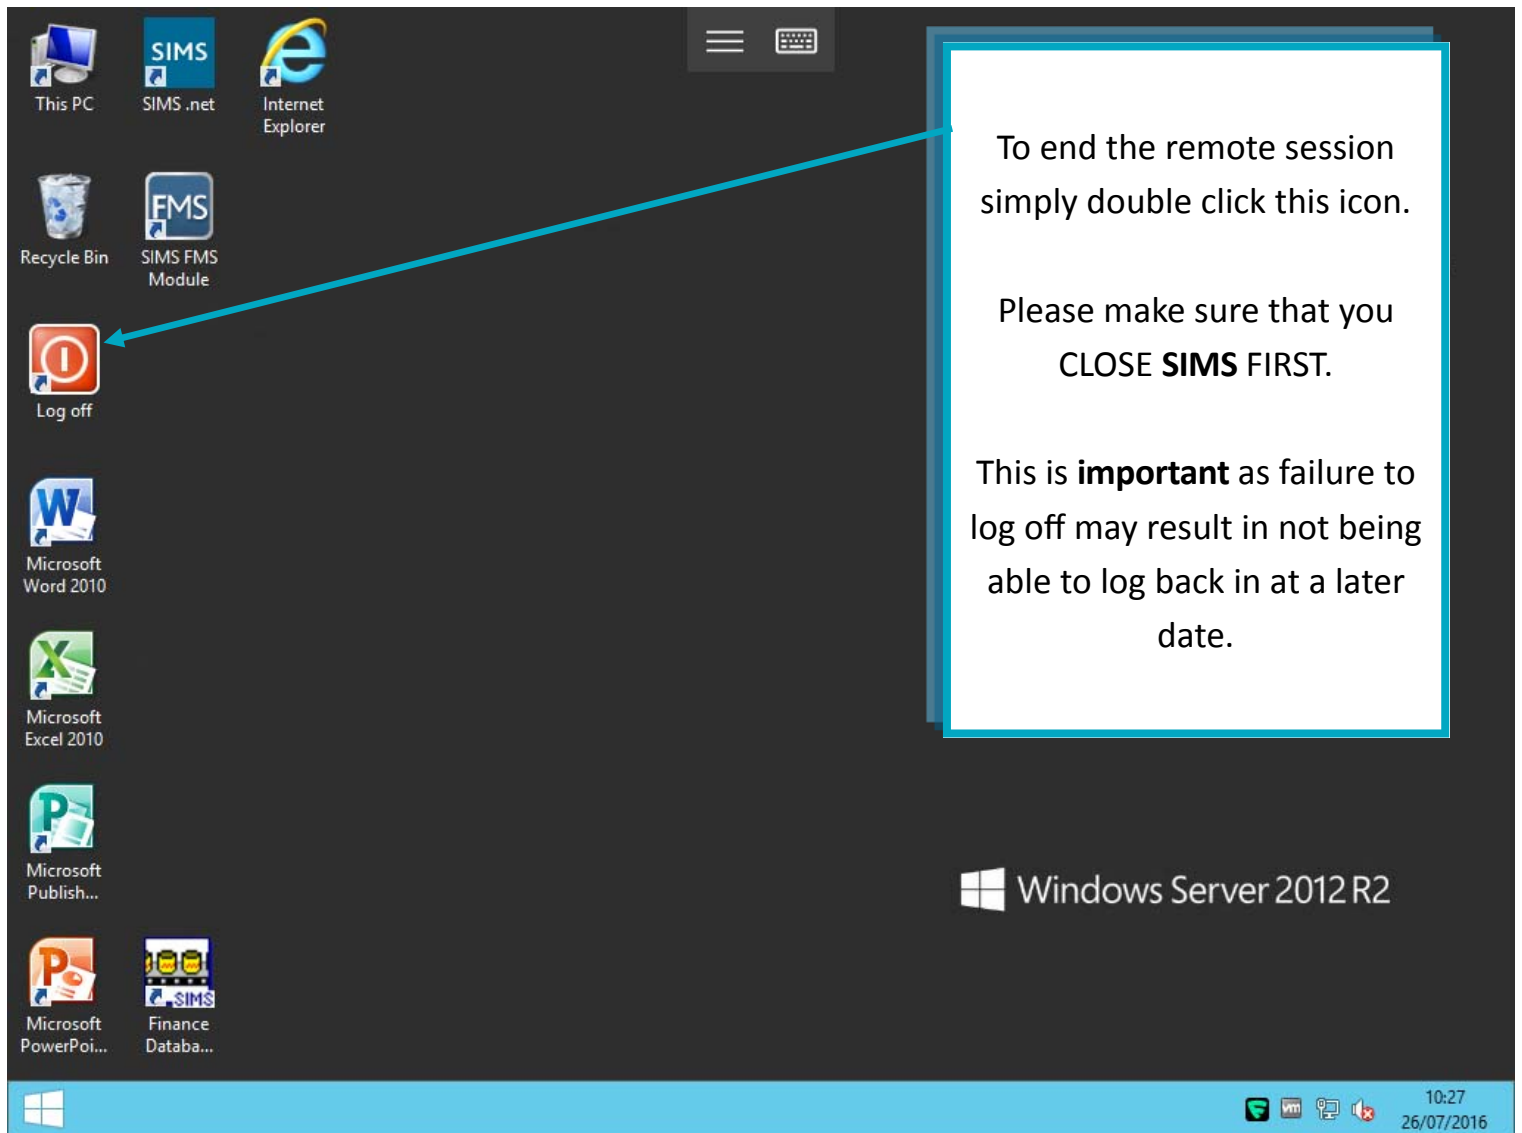 This PC
SIMS
SIMS .net
Internet
Explorer
Recycle Bin
FMS
SIMS FMS
Module
Log off
Microsoft
Word 2010
Microsoft
Excel 2010
Microsoft
Publish...
Microsoft
PowerPoi...
SIMS
Finance
Databa...
To end the remote session
simply double click this icon.
Please make sure that you
CLOSE SIMS FIRST.
This is important as failure to
log off may result in not being
able to log back in at a later
date.
Windows Server 2012 R2
vm
10:27
26/07/2016